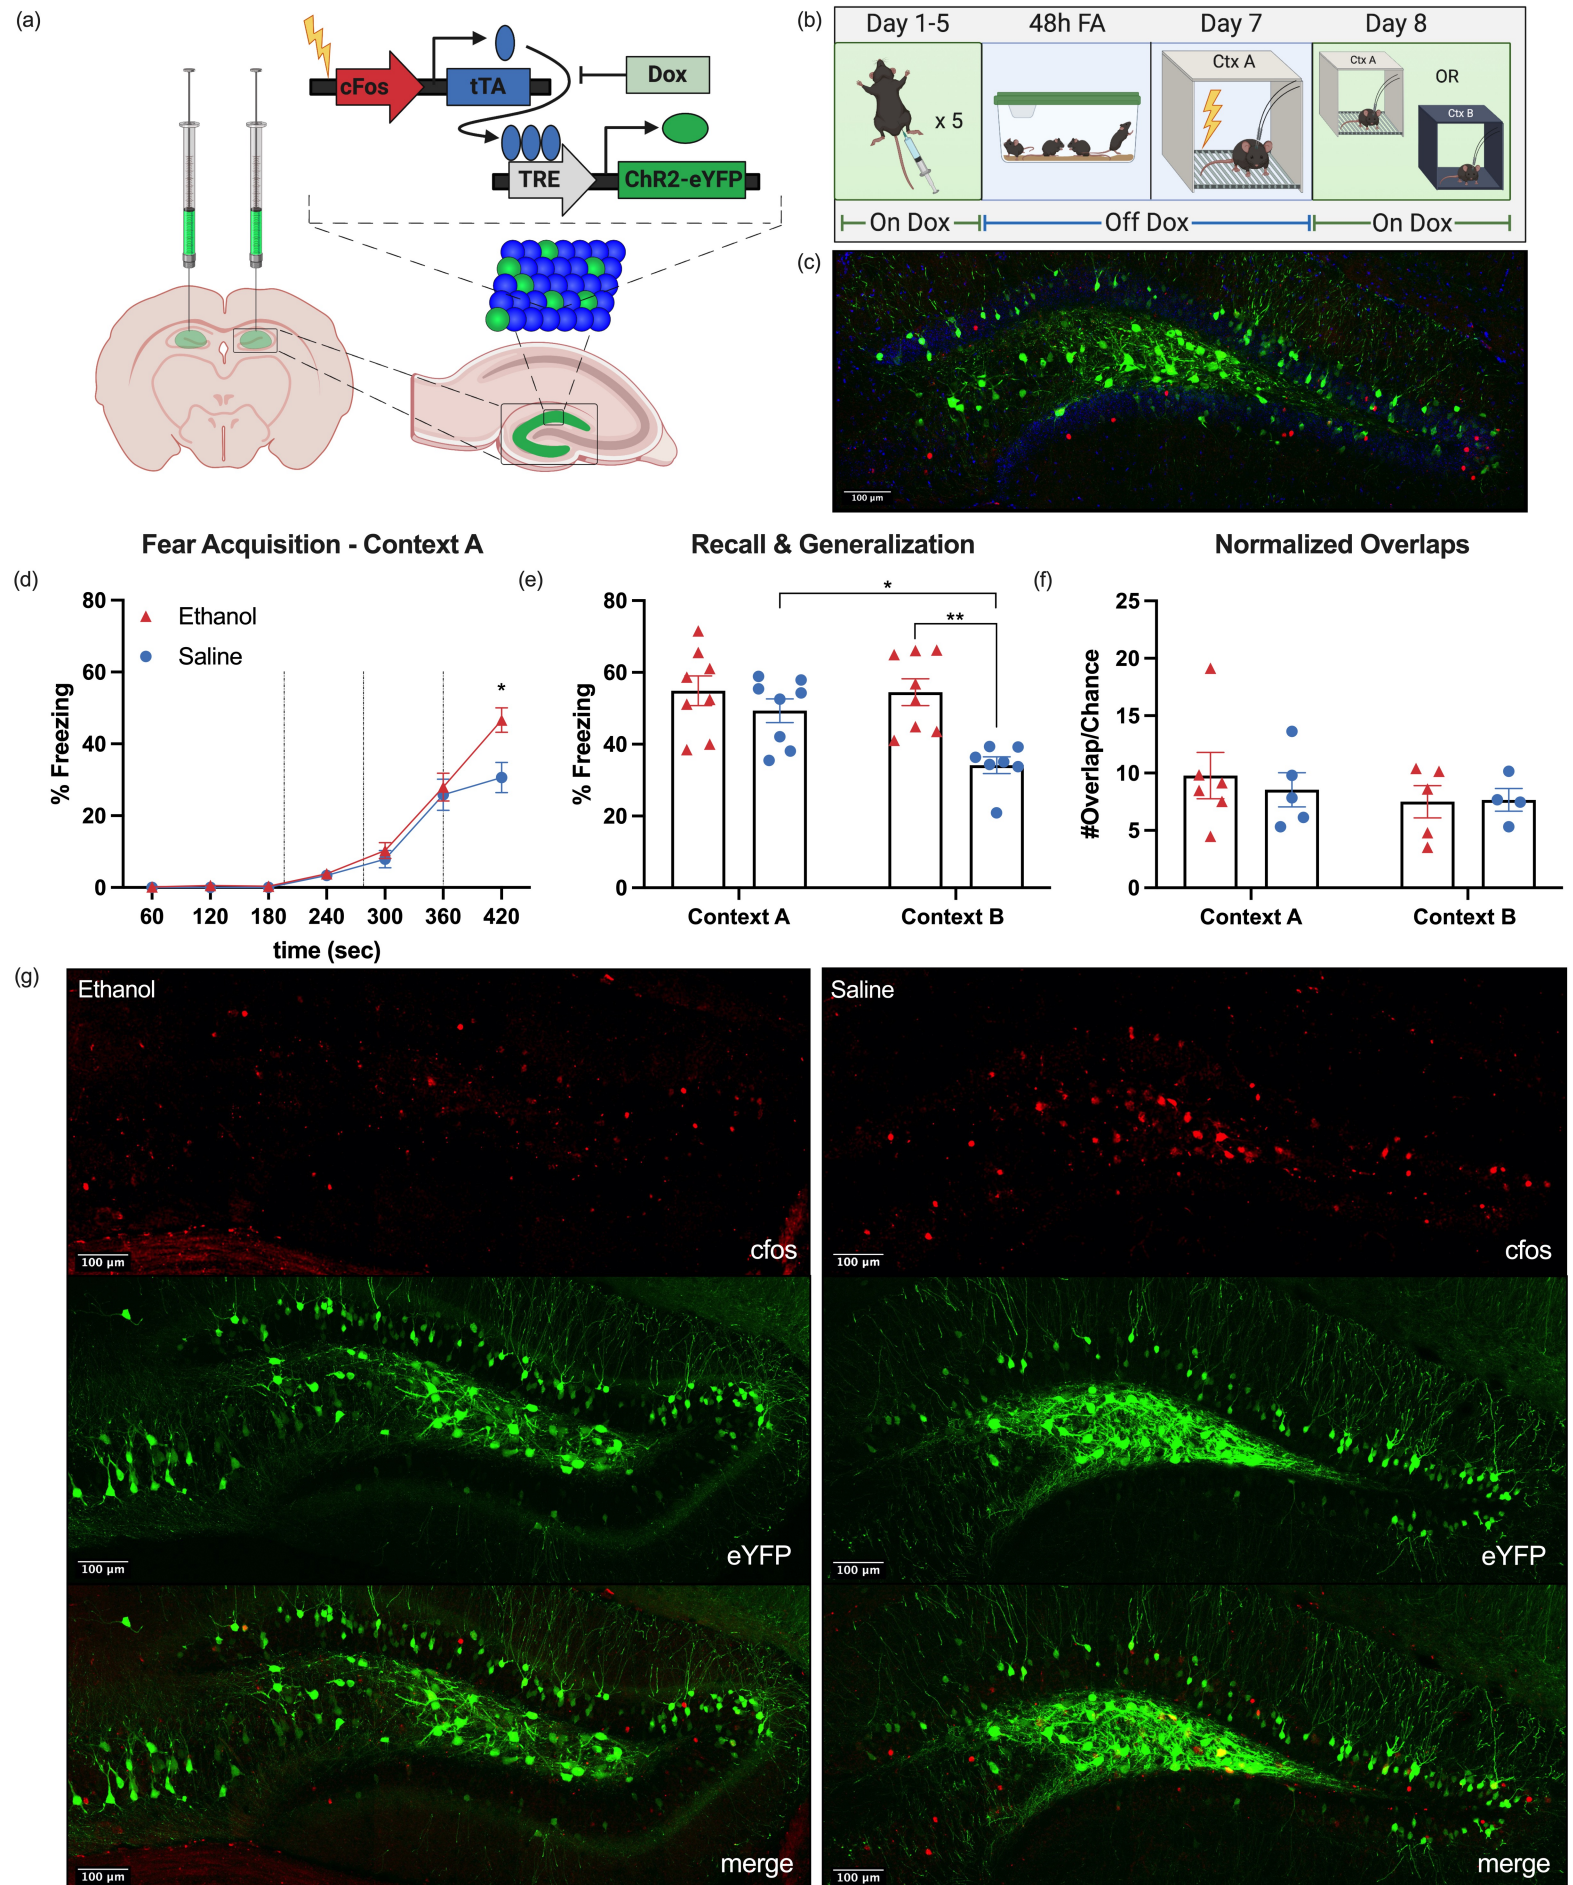 (a)
cFos
tTA
Dox
TRE
ChR2-eYFP
(b)
Day 1-5
48h FA
Day 7
Day 8
x 5
Ctx A
Ctx A
OR
Ctx B
On Dox
Off Dox
On Dox
(c)
100 µm
Fear Acquisition - Context A
(d)
80
60
40
20
0
% Freezing
Ethanol
Saline
*
60 120 180 240 300 360 420
time (sec)
Recall & Generalization
(e)
80
60
40
20
0
% Freezing
*
**
Context A
Context B
Normalized Overlaps
(f)
25
20
15
10
5
0
#Overlap/Chance
Context A
Context B
(g)
Ethanol
100 µm
cfos
Saline
100 µm
cfos
100 µm
eYFP
100 µm
eYFP
100 µm
merge
100 µm
merge